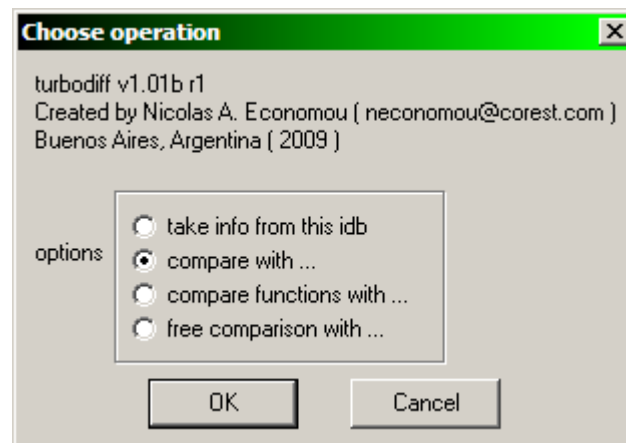 Choose operation
turbodiff v1.01b r1
Created by Nicolas A. Economou ( neconomou@corest.com )
Buenos Aires, Argentina ( 2009 )
options
take info from this idb
compare with ...
compare functions with ...
free comparison with ...
OK
Cancel